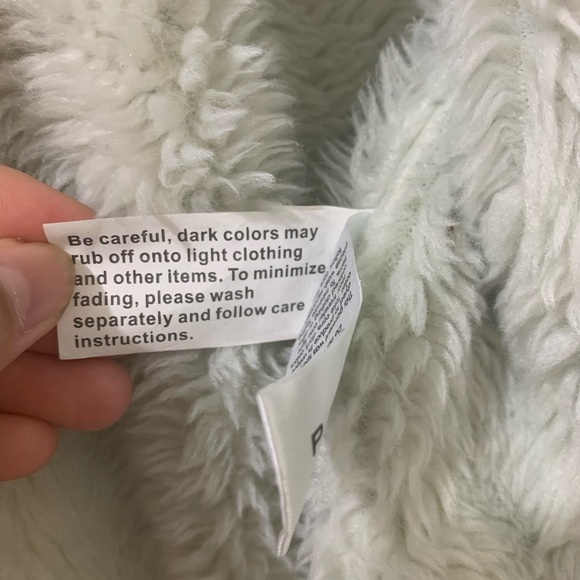 Be careful, dark colors may
rub off onto light clothing
and other items. To minimize
fading, please wash
separately and follow care
instructions.
P